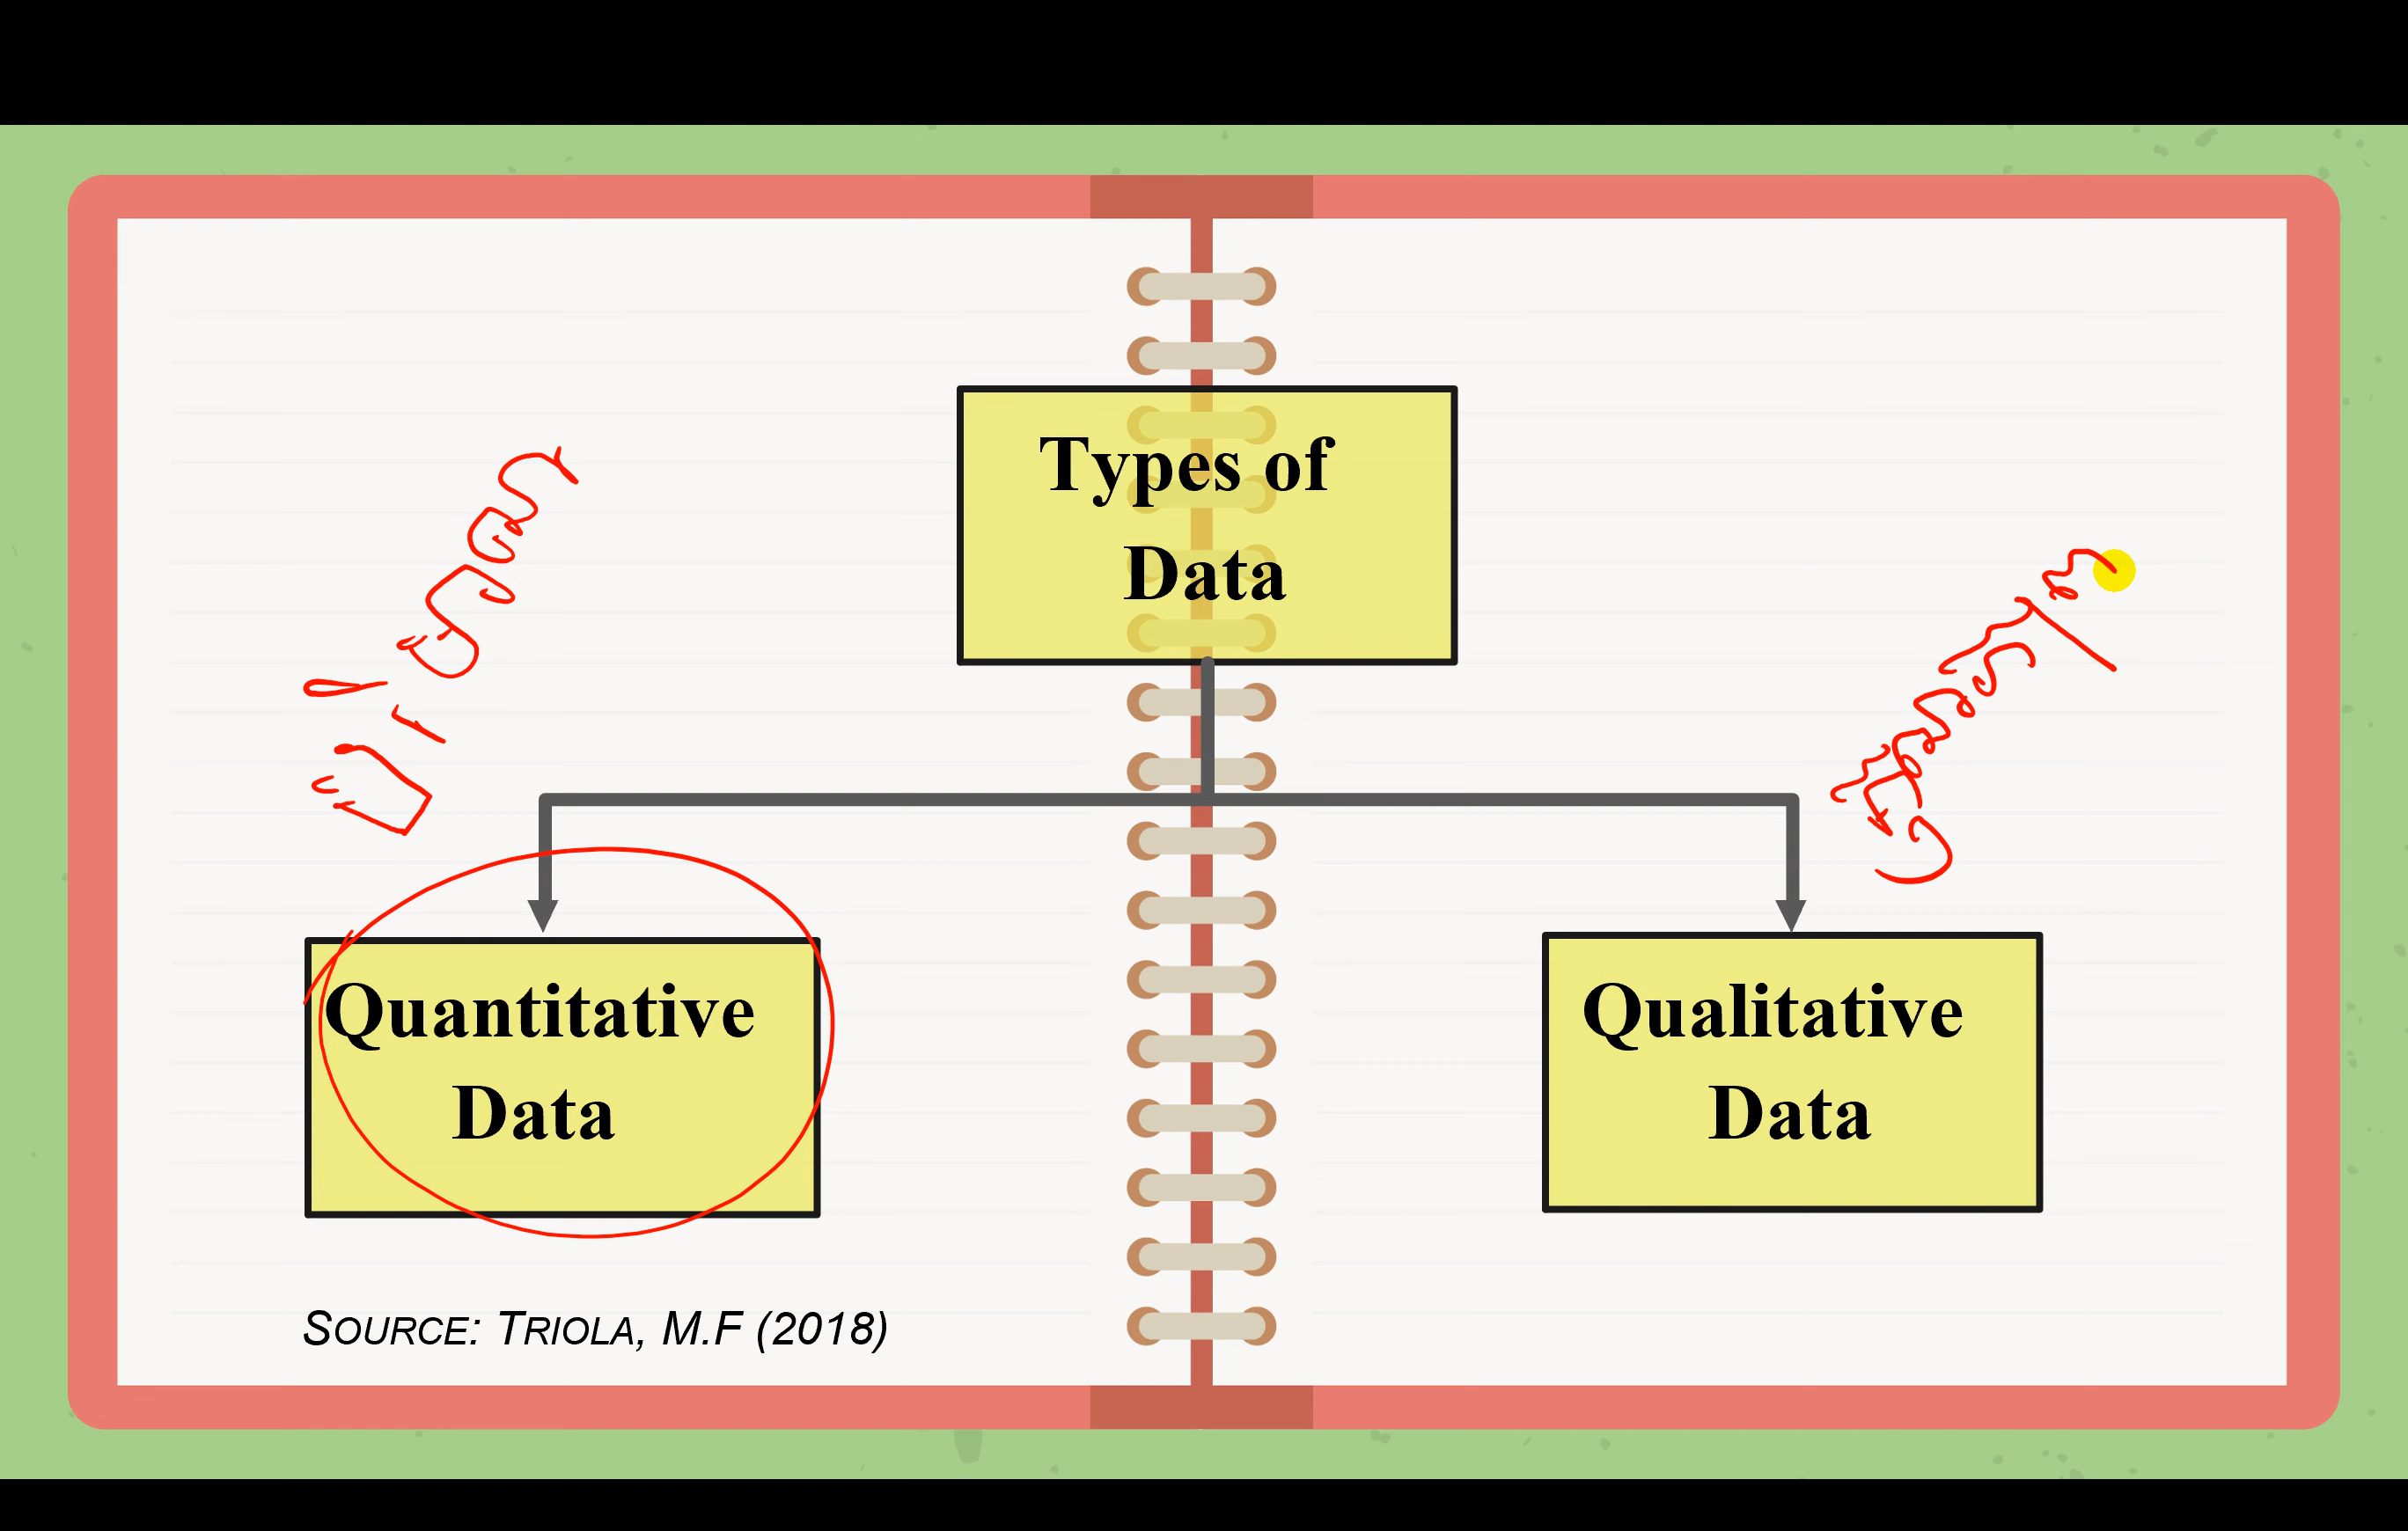 Types of
Data
Quantitative
Data
Qualitative
Data
SOURCE: TRIOLA, M.F (2018)